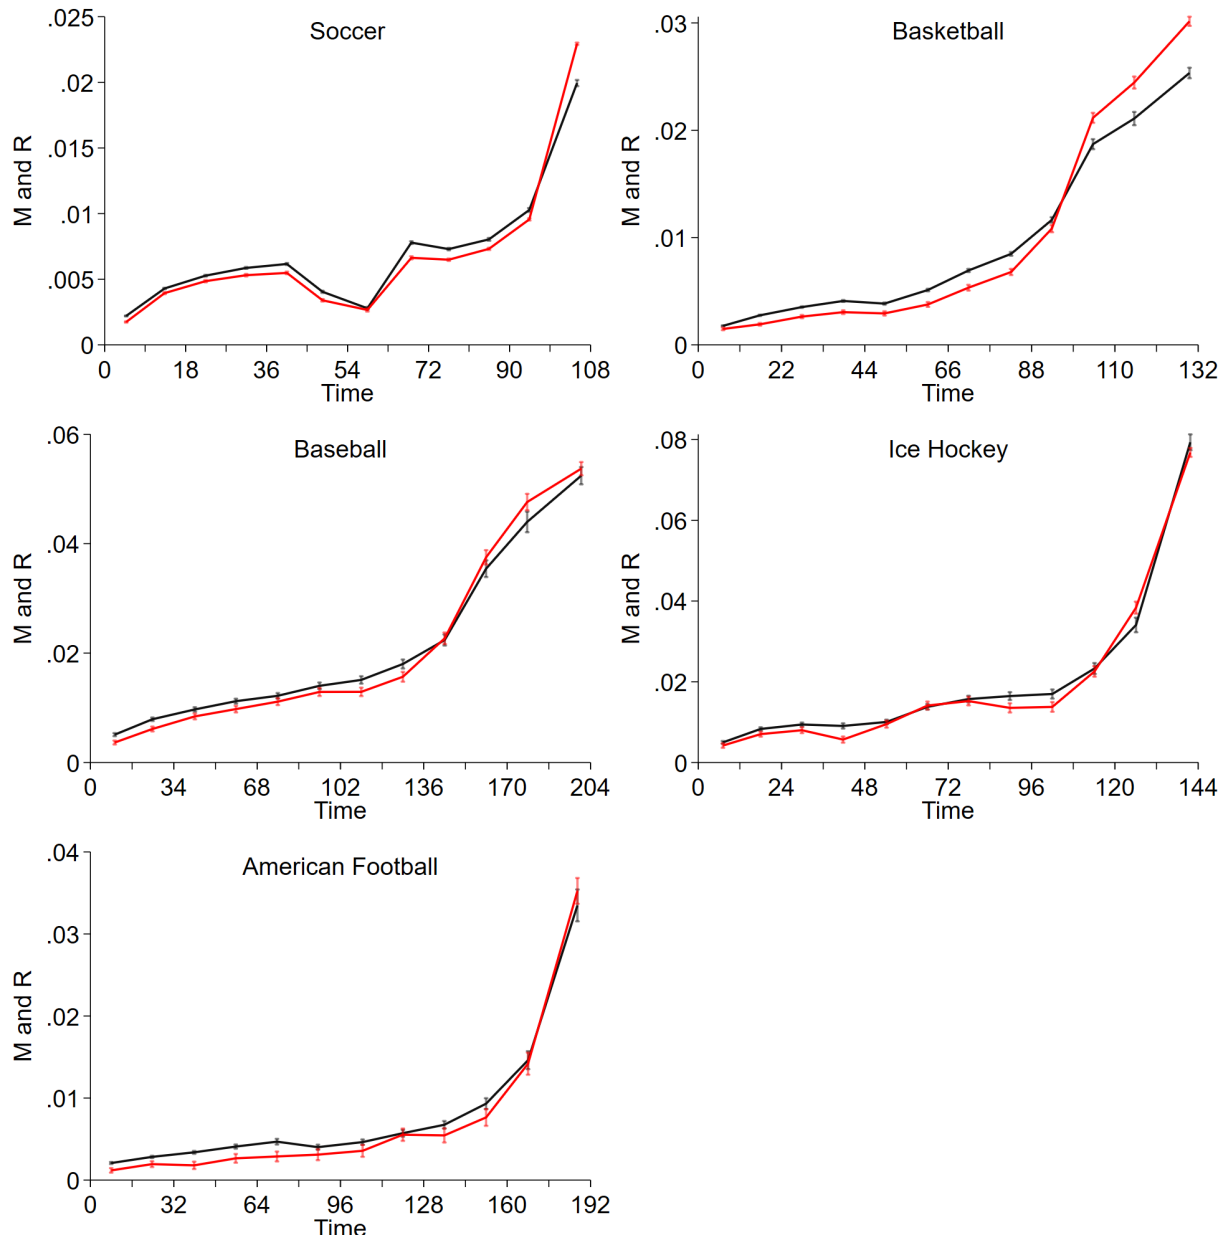 Soccer
M and R
.025
.02
.015
.01
.005
0
0 18 36 54 72 90 108
Time
Basketball
M and R
.03
.02
.01
0
0 22 44 66 88 110 132
Time
Baseball
M and R
.06
.04
.02
0
0 34 68 102 136 170 204
Time
Ice Hockey
M and R
.08
.06
.04
.02
0
0 24 48 72 96 120 144
Time
American Football
M and R
.04
.03
.02
.01
0
0 32 64 96 128 160 192
Time